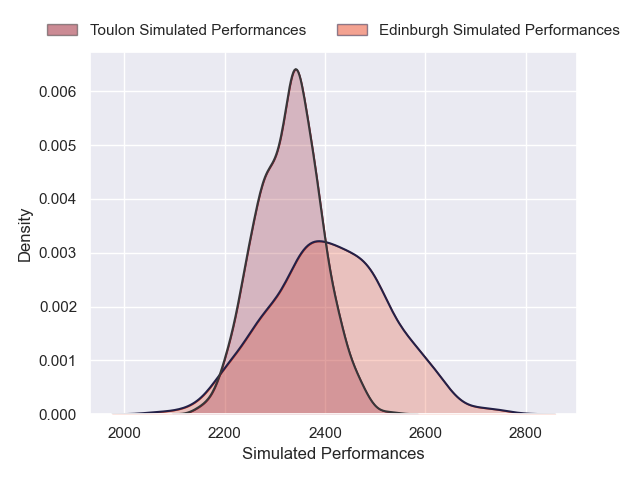 Toulon Simulated Performances Edinburgh Simulated Performances
0.006
0.005
0.004
0.003
0.002
0.001
0.000
Density
2000 2200 2400 2600 2800
Simulated Performances